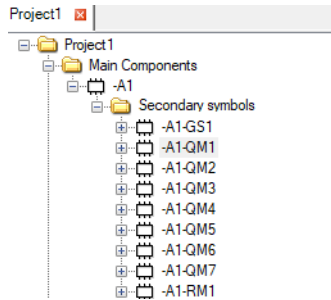 Project1
Project1
Main Components
-A1
Secondary symbols
-A1-GS1
-A1-QM1
-A1-QM2
-A1-QM3
-A1-QM4
-A1-QM5
-A1-QM6
-A1-QM7
-A1-RM1